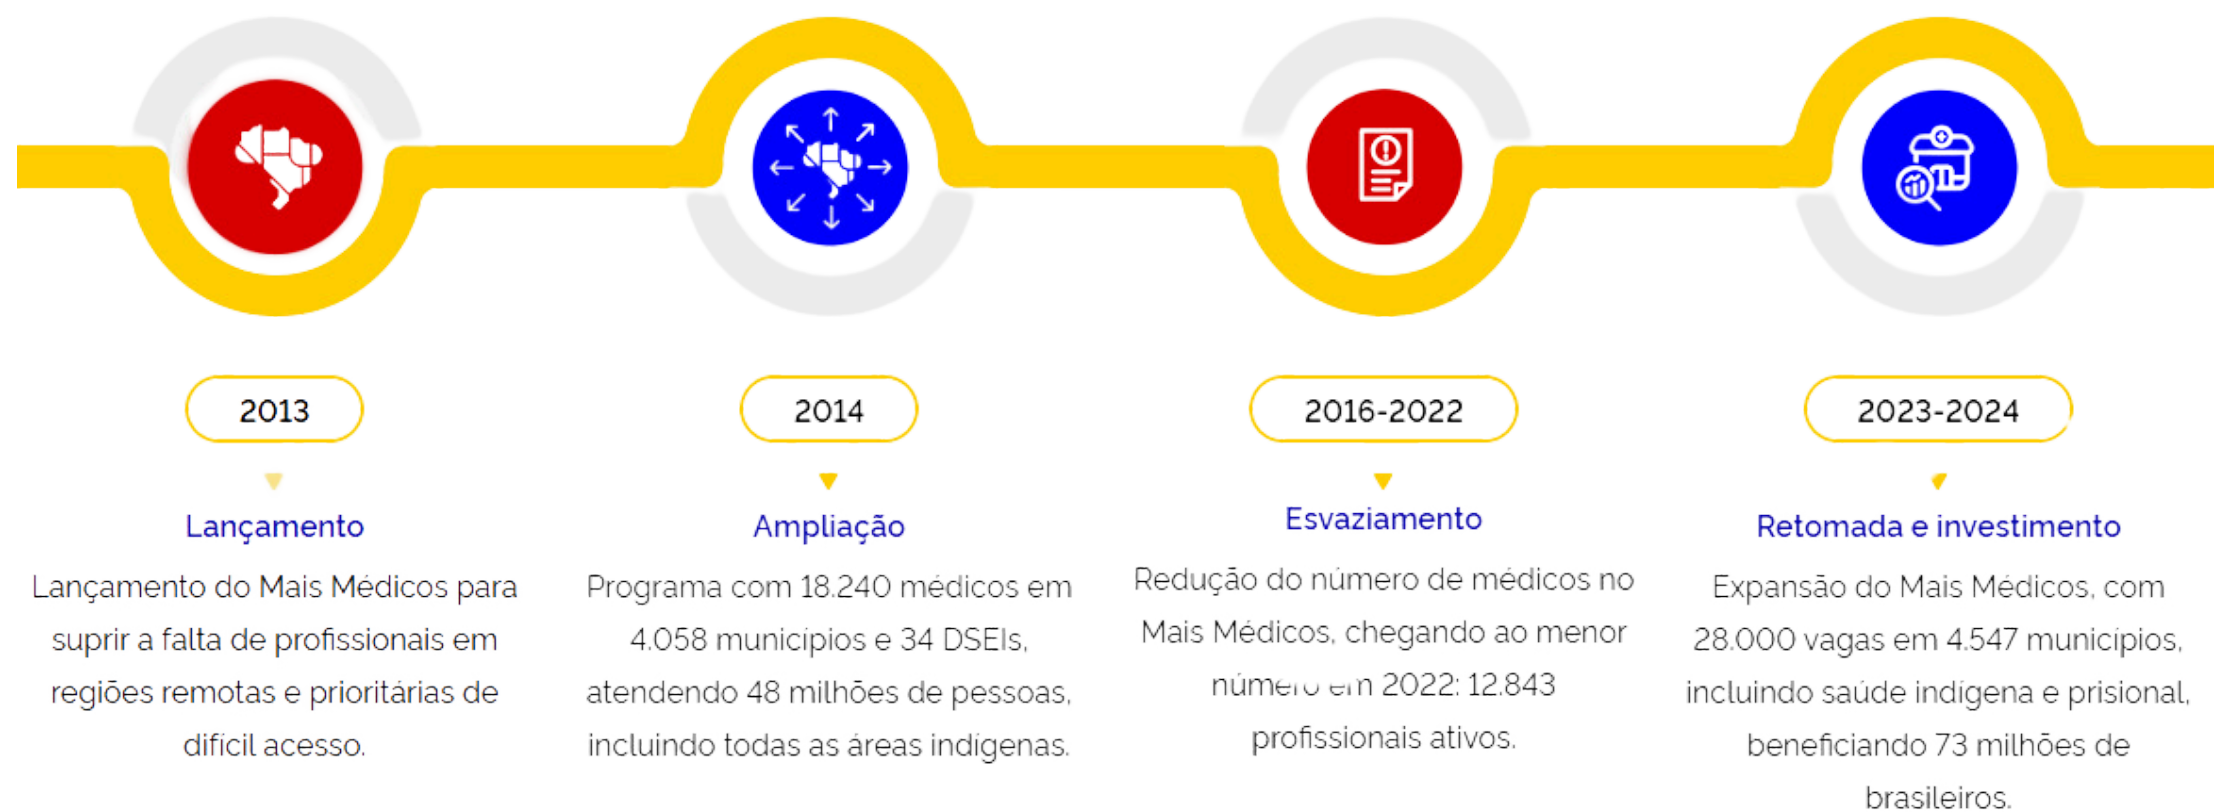 2013
Lançamento
Lançamento do Mais Médicos para
suprir a falta de profissionais em
regiões remotas e prioritárias de
difícil acesso.
2014
Ampliação
Programa com 18.240 médicos em
4.058 municípios e 34 DSEIs,
atendendo 48 milhões de pessoas,
incluindo todas as áreas indígenas.
2016-2022
Esvaziamento
Redução do número de médicos no
Mais Médicos, chegando ao menor
número em 2022: 12.843
profissionais ativos.
2023-2024
Retomada e investimento
Expansão do Mais Médicos, com
28.000 vagas em 4.547 municípios,
incluindo saúde indígena e prisional,
beneficiando 73 milhões de
brasileiros.